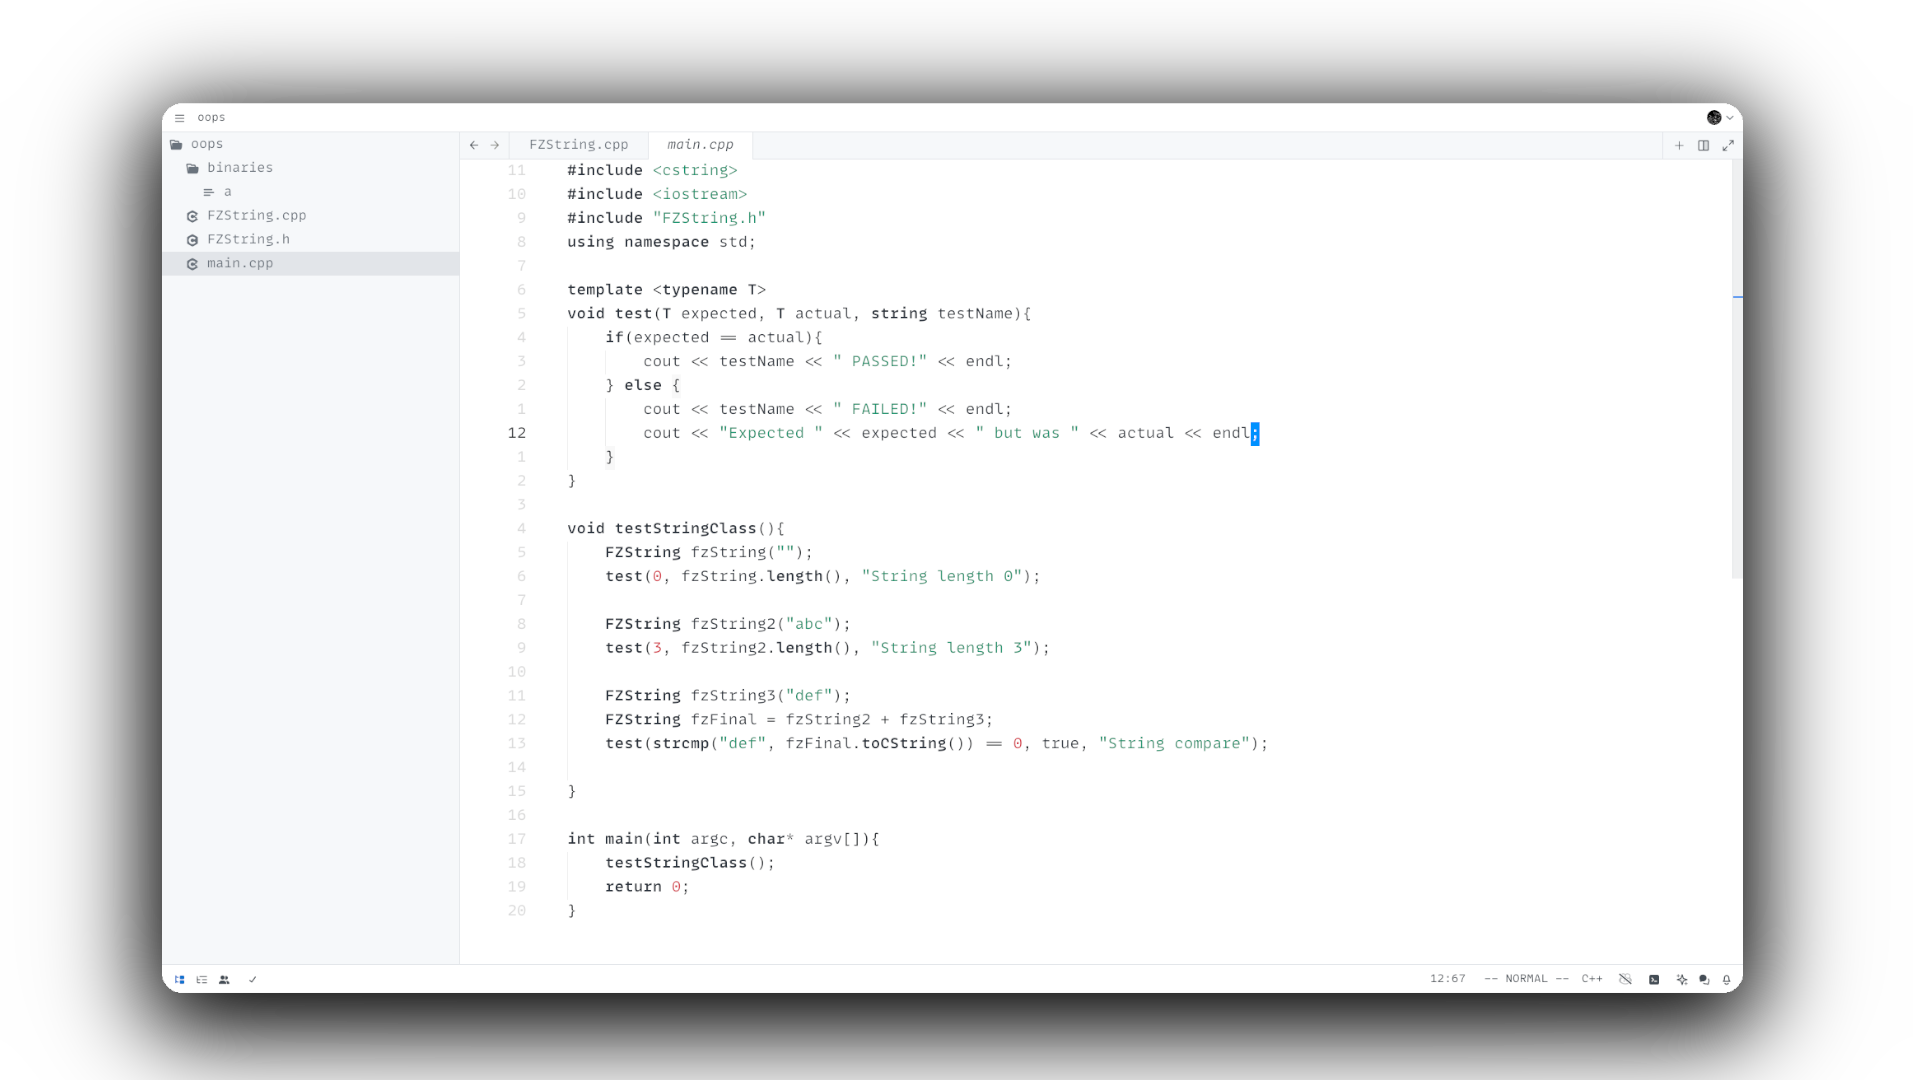 oops
oops
binaries
a
FZString.cpp
FZString.h
main.cpp
FZString.cpp
main.cpp
11 #include <cstring>
10 #include <iostream>
9 #include "FZString.h"
8 using namespace std;
7
6 template <typename T>
5 void test(T expected, T actual, string testName){
4     if(expected == actual){
3         cout << testName << " PASSED!" << endl;
2     } else {
1         cout << testName << " FAILED!" << endl;
12         cout << "Expected " << expected << " but was " << actual << endl;
1     }
2 }
3
4 void testStringClass(){
5     FZString fzString("");
6     test(0, fzString.length(), "String length 0");
7
8     FZString fzString2("abc");
9     test(3, fzString2.length(), "String length 3");
10
11     FZString fzString3("def");
12     FZString fzFinal = fzString2 + fzString3;
13     test(strcmp("def", fzFinal.toCString()) == 0, true, "String compare");
14
15 }
16
17 int main(int argc, char* argv[]){
18     testStringClass();
19     return 0;
20 }
12:67 -- NORMAL -- C++